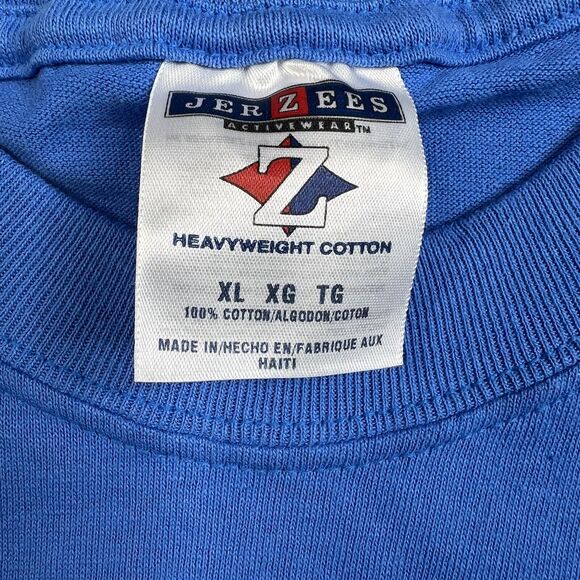 JERZEES
ACTIVEWEAR™
Z
HEAVYWEIGHT COTTON
XL XG TG
100% COTTON/ALGODON/COTON
MADE IN/HECHO EN/FABRIQUE AUX
HAITI